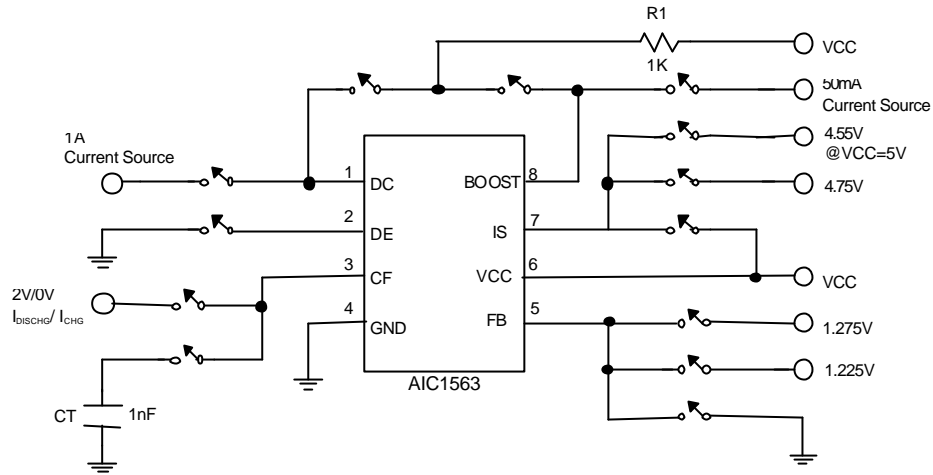 R1
VCC
1K
50mA
Current Source
1A
Current Source
4.55V
@VCC=5V
1
DC
BOOST
8
4.75V
2
DE
IS
7
3
CF
VCC
6
VCC
2V/0V
IDISCHG/ ICHG
4
GND
FB
5
1.275V
AIC1563
1.225V
CT
1nF